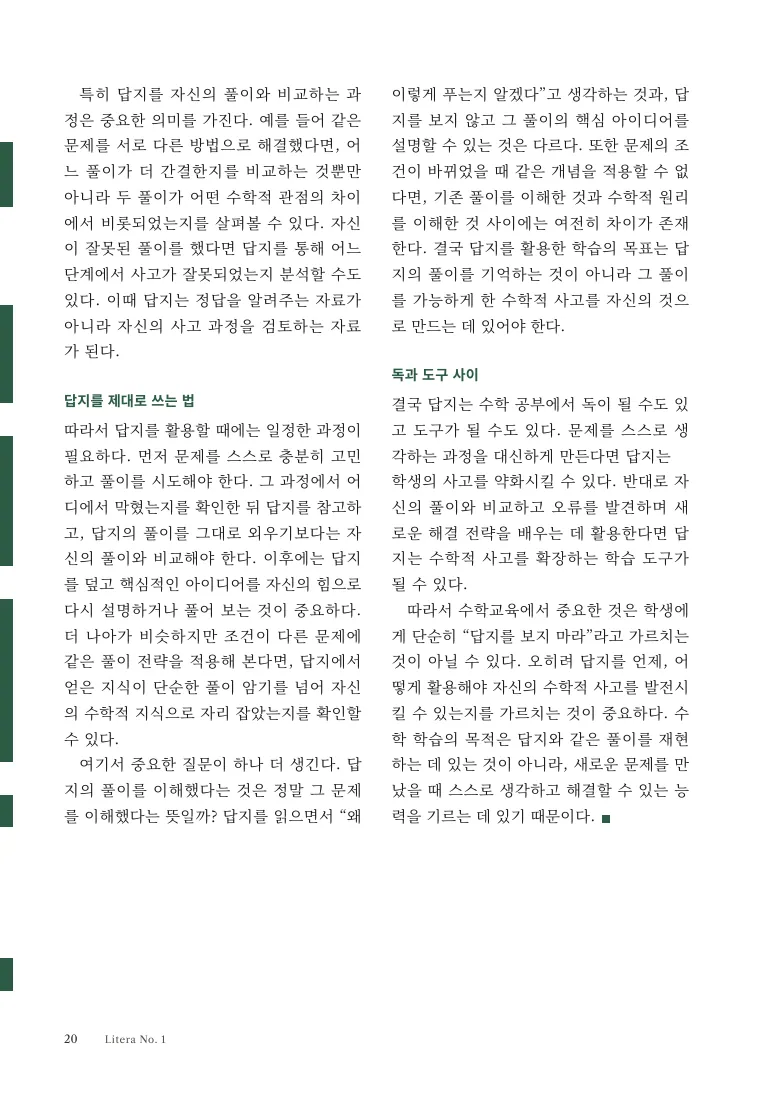 특히 답지를 자신의 풀이와 비교하는 과
정은 중요한 의미를 가진다. 예를 들어 같은
문제를 서로 다른 방법으로 해결했다면, 어
느 풀이가 더 간결한지를 비교하는 것뿐만
아니라 두 풀이가 어떤 수학적 관점의 차이
에서 비롯되었는지를 살펴볼 수 있다. 자신
이 잘못된 풀이를 했다면 답지를 통해 어느
단계에서 사고가 잘못되었는지 분석할 수도
있다. 이때 답지는 정답을 알려주는 자료가
아니라 자신의 사고 과정을 검토하는 자료
가 된다.
답지를 제대로 쓰는 법
따라서 답지를 활용할 때에는 일정한 과정이
필요하다. 먼저 문제를 스스로 충분히 고민
하고 풀이를 시도해야 한다. 그 과정에서 어
디에서 막혔는지를 확인한 뒤 답지를 참고하
고, 답지의 풀이를 그대로 외우기보다는 자
신의 풀이와 비교해야 한다. 이후에는 답지
를 덮고 핵심적인 아이디어를 자신의 힘으로
다시 설명하거나 풀어 보는 것이 중요하다.
더 나아가 비슷하지만 조건이 다른 문제에
같은 풀이 전략을 적용해 본다면, 답지에서
얻은 지식이 단순한 풀이 암기를 넘어 자신
의 수학적 지식으로 자리 잡았는지를 확인할
수 있다.
여기서 중요한 질문이 하나 더 생긴다. 답
지의 풀이를 이해했다는 것은 정말 그 문제
를 이해했다는 뜻일까? 답지를 읽으면서 “왜
이렇게 푸는지 알겠다”고 생각하는 것과, 답
지를 보지 않고 그 풀이의 핵심 아이디어를
설명할 수 있는 것은 다르다. 또한 문제의 조
건이 바뀌었을 때 같은 개념을 적용할 수 없
다면, 기존 풀이를 이해한 것과 수학적 원리
를 이해한 것 사이에는 여전히 차이가 존재
한다. 결국 답지를 활용한 학습의 목표는 답
지의 풀이를 기억하는 것이 아니라 그 풀이
를 가능하게 한 수학적 사고를 자신의 것으
로 만드는 데 있어야 한다.
독과 도구 사이
결국 답지는 수학 공부에서 독이 될 수도 있
고 도구가 될 수도 있다. 문제를 스스로 생
각하는 과정을 대신하게 만든다면 답지는
학생의 사고를 약화시킬 수 있다. 반대로 자
신의 풀이와 비교하고 오류를 발견하며 새
로운 해결 전략을 배우는 데 활용한다면 답
지는 수학적 사고를 확장하는 학습 도구가
될 수 있다.
따라서 수학교육에서 중요한 것은 학생에
게 단순히 “답지를 보지 마라”라고 가르치는
것이 아닐 수 있다. 오히려 답지를 언제, 어
떻게 활용해야 자신의 수학적 사고를 발전시
킬 수 있는지를 가르치는 것이 중요하다. 수
학 학습의 목적은 답지와 같은 풀이를 재현
하는 데 있는 것이 아니라, 새로운 문제를 만
났을 때 스스로 생각하고 해결할 수 있는 능
력을 기르는 데 있기 때문이다. ■
20 Litera No. 1